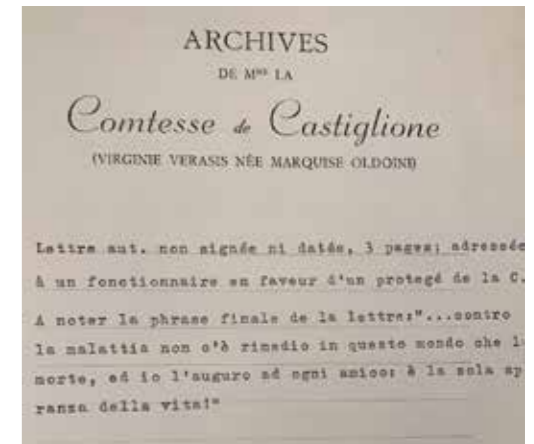 ARCHIVES
DE Mme LA
Comtesse de Castiglione
(VIRGINIE VERASIS NÉE MARQUISE OLDOINI)
Lettre aut. non signée ni datée, 3 pages; adressée
à un fonctionnaire en faveur d'un protegé de la C.
A noter la phrase finale de la lettre:"...contro
la malattia non c'è rimedio in questo mondo che l
morte, ed io l'auguro ad ogni amico: è la sola sp
ranza della vita!"